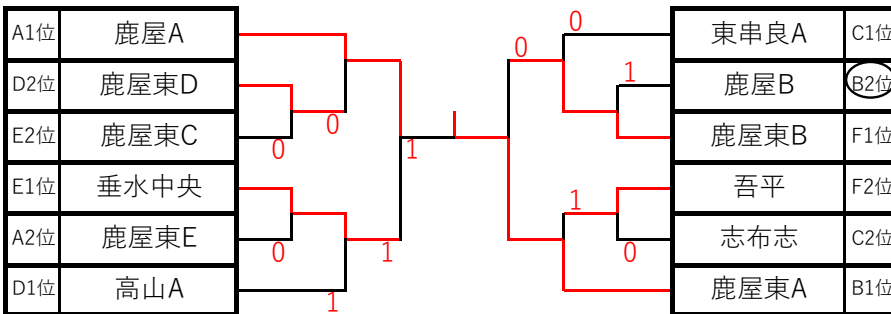 A1位 鹿屋A 0 東串良A C1位
0
D2位 鹿屋東D 1 鹿屋B B2位
E2位 鹿屋東C 0 0 1 鹿屋東B F1位
E1位 垂水中央 1 吾平 F2位
A2位 鹿屋東E 0 1 0 志布志 C2位
D1位 高山A 1 鹿屋東A B1位